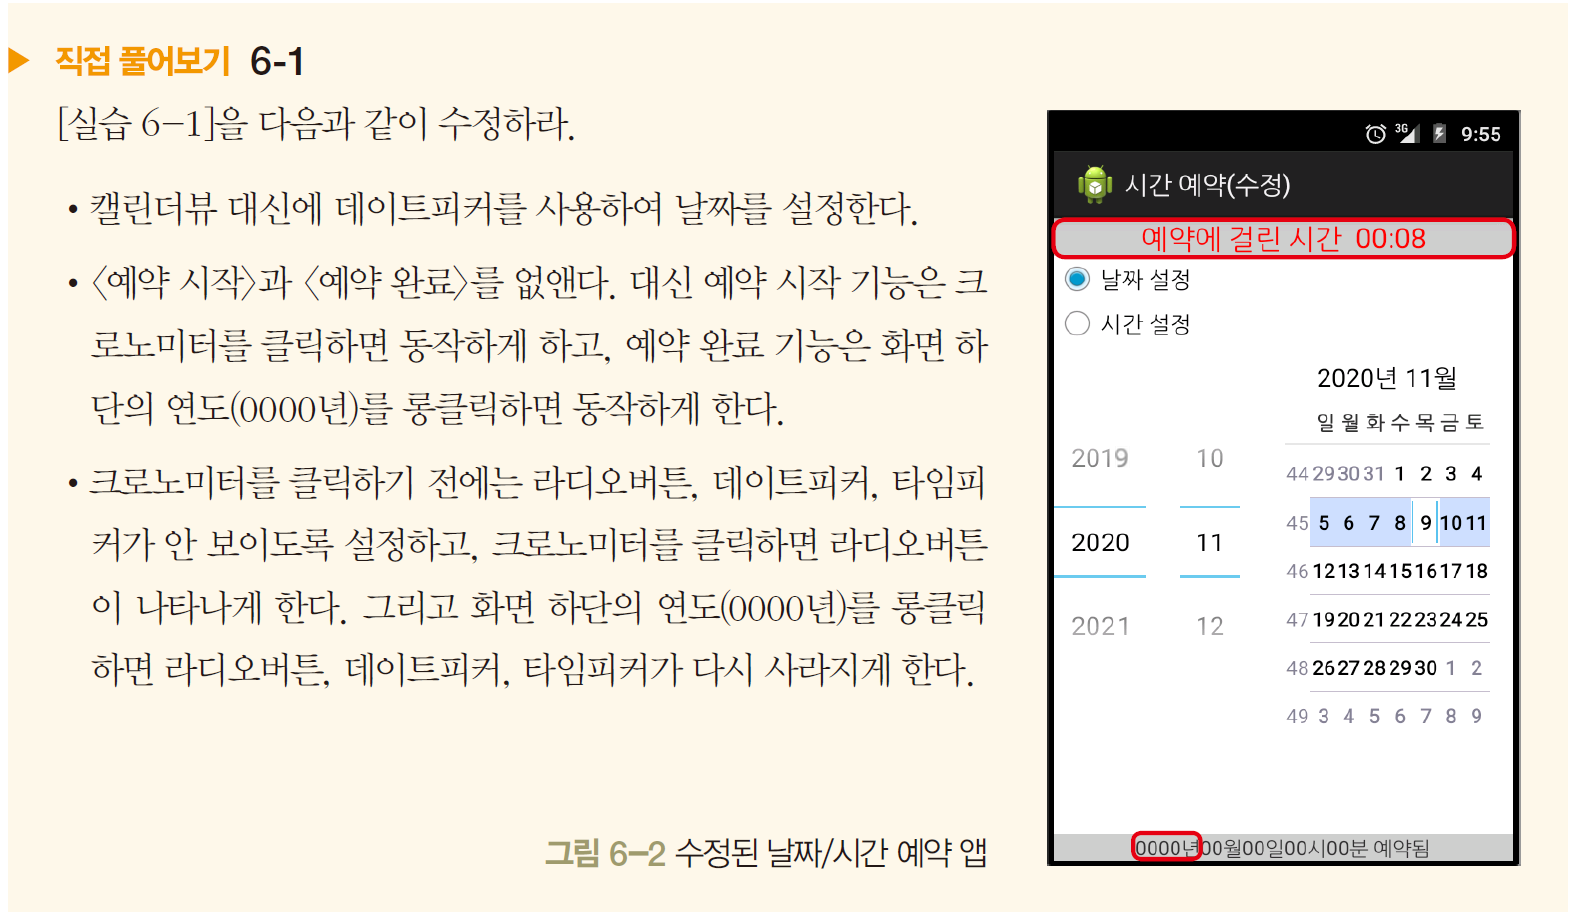 직접 풀어보기 6-1
[실습 6-1]을 다음과 같이 수정하라.
• 캘린더뷰 대신에 데이트피커를 사용하여 날짜를 설정한다.
• 〈예약 시작〉과 〈예약 완료〉를 없앤다. 대신 예약 시작 기능은 크
로노미터를 클릭하면 동작하게 하고, 예약 완료 기능은 화면 하
단의 연도(0000년)를 롱클릭하면 동작하게 한다.
• 크로노미터를 클릭하기 전에는 라디오버튼, 데이트피커, 타임피
커가 안 보이도록 설정하고, 크로노미터를 클릭하면 라디오버튼
이 나타나게 한다. 그리고 화면 하단의 연도(0000년)를 롱클릭
하면 라디오버튼, 데이트피커, 타임피커가 다시 사라지게 한다.
그림 6-2 수정된 날짜/시간 예약 앱
3G 9:55
시간 예약(수정)
예약에 걸린 시간 00:08
날짜 설정
시간 설정
2019 10
2020 11
2021 12
2020년 11월
일 월 화 수 목 금 토
44 29 30 31 1 2 3 4
45 5 6 7 8 9 10 11
46 12 13 14 15 16 17 18
47 19 20 21 22 23 24 25
48 26 27 28 29 30 1 2
49 3 4 5 6 7 8 9
0000년00월00일00시00분 예약됨